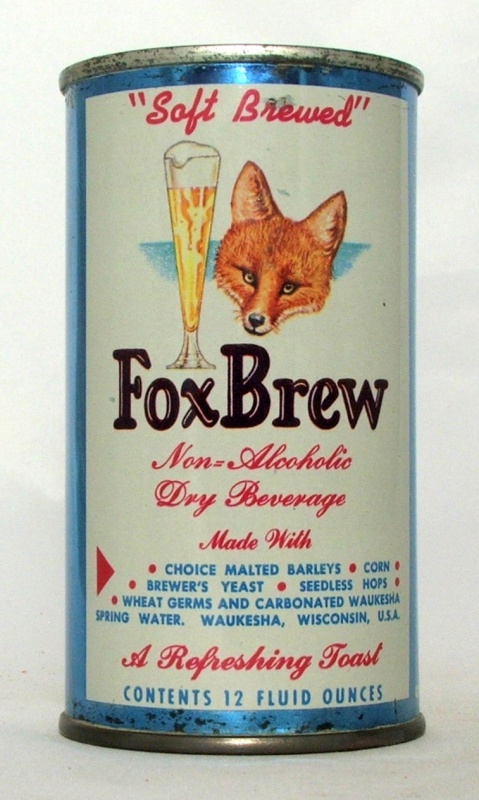 "Soft Brewed"
FoxBrew
Non-Alcoholic
Dry Beverage
Made With
• CHOICE MALTED BARLEYS • CORN •
• BREWER'S YEAST • SEEDLESS HOPS •
• WHEAT GERMS AND CARBONATED WAUKESHA
SPRING WATER. WAUKESHA, WISCONSIN, U.S.A.
A Refreshing Toast
CONTENTS 12 FLUID OUNCES